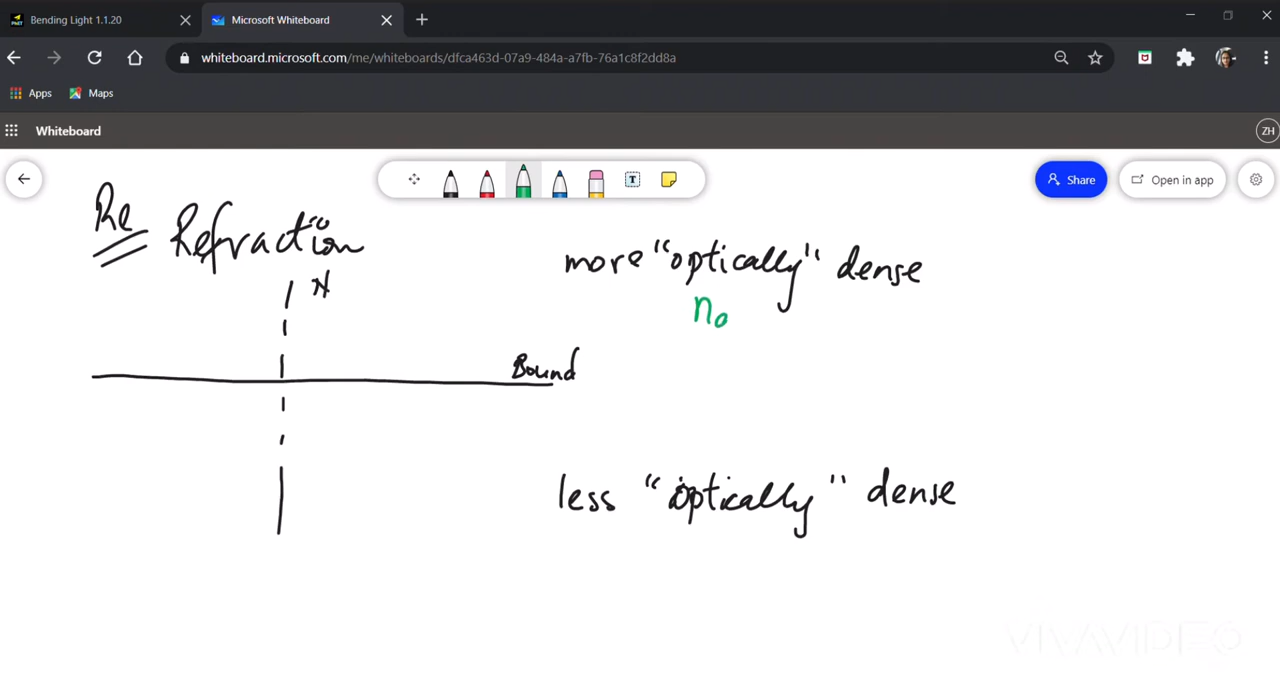 Bending Light 1.1.20
Microsoft Whiteboard
whiteboard.microsoft.com/me/whiteboards/dfca463d-07a9-484a-a7fb-76a1c8f2dd8a
Apps Maps
Whiteboard
ZH
Share
Open in app
Re Refraction
N
more "optically" dense
n₀
Bound
less "optically" dense
VIVAVIDEO